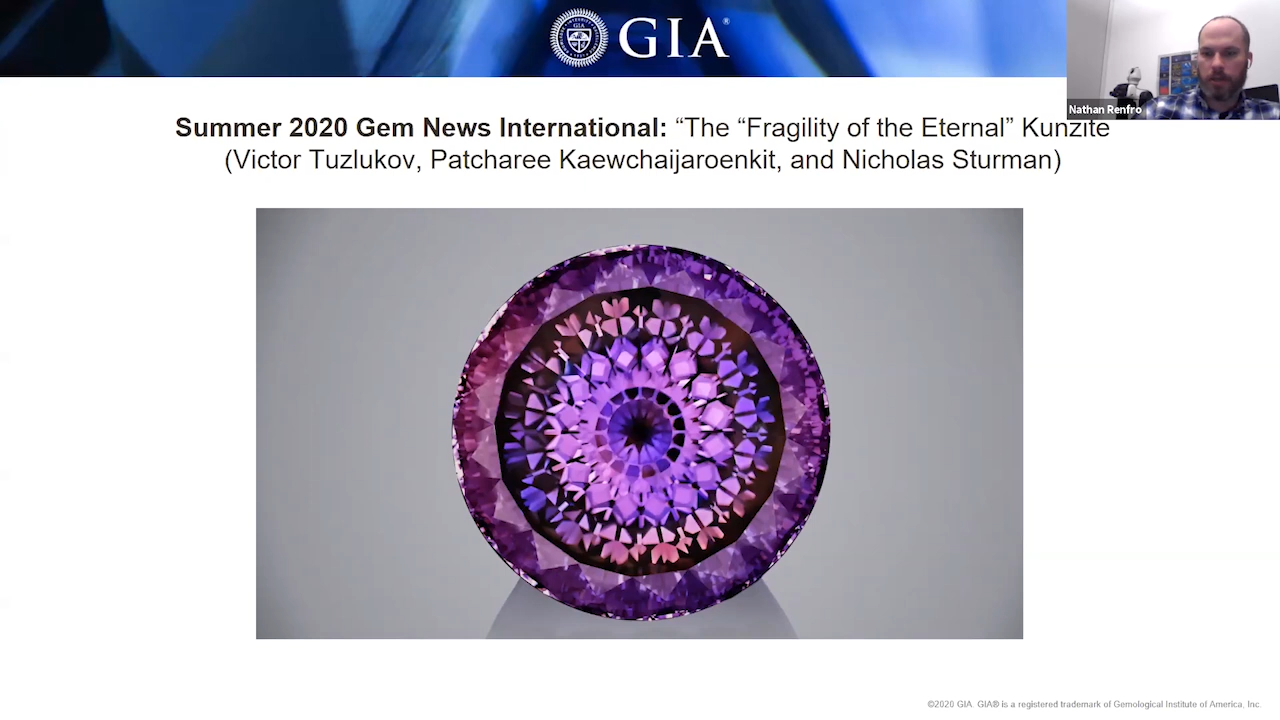 GIA®
Nathan Renfro
Summer 2020 Gem News International: “The “Fragility of the Eternal” Kunzite
(Victor Tuzlukov, Patcharee Kaewchaijaroenkit, and Nicholas Sturman)
©2020 GIA. GIA® is a registered trademark of Gemological Institute of America, Inc.